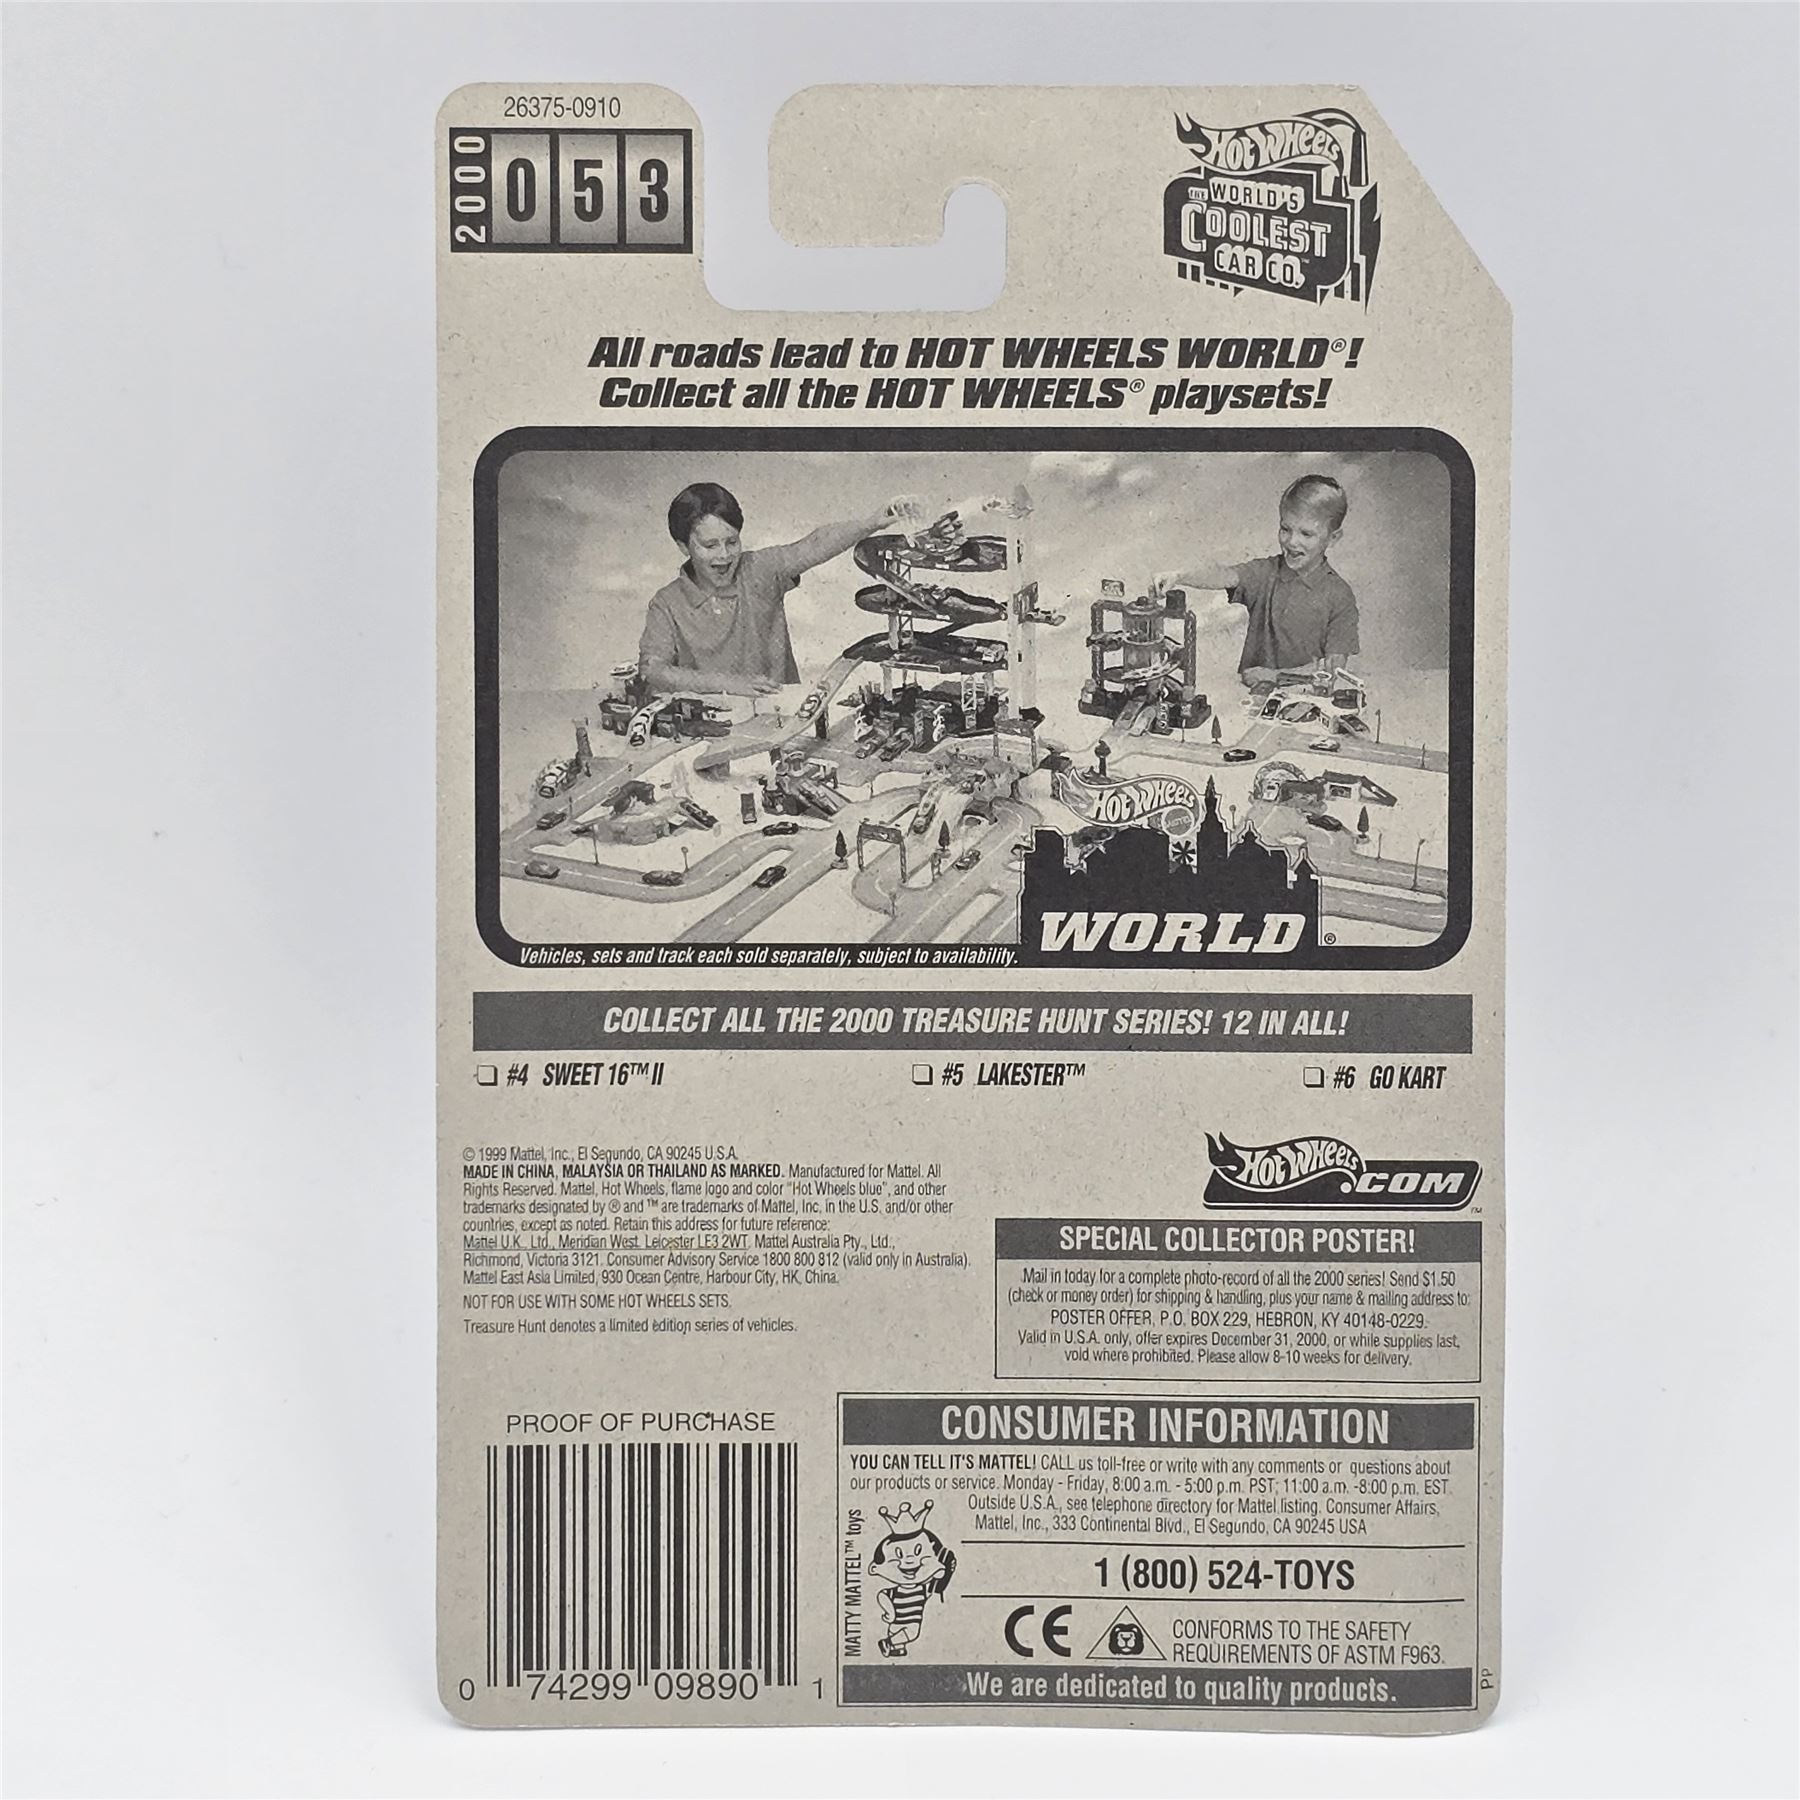 26375-0910
2000 053
HOT WHEELS
THE WORLD'S
COOLEST
CAR CO.™
All roads lead to HOT WHEELS WORLD®!
Collect all the HOT WHEELS® playsets!
HOT WHEELS
MATTEL
WORLD®
Vehicles, sets and track each sold separately, subject to availability.
COLLECT ALL THE 2000 TREASURE HUNT SERIES! 12 IN ALL!
#4 SWEET 16™ II
#5 LAKESTER™
#6 GO KART
© 1999 Mattel, Inc., El Segundo, CA 90245 U.S.A.
MADE IN CHINA, MALAYSIA OR THAILAND AS MARKED. Manufactured for Mattel. All
Rights Reserved. Mattel, Hot Wheels, flame logo and color "Hot Wheels blue", and other
trademarks designated by ® and ™ are trademarks of Mattel, Inc. in the U.S. and/or other
countries, except as noted. Retain this address for future reference:
Mattel U.K. Ltd., Meridian West, Leicester LE3 2WT. Mattel Australia Pty., Ltd.,
Richmond, Victoria 3121. Consumer Advisory Service 1800 800 812 (valid only in Australia).
Mattel East Asia Limited, 930 Ocean Centre, Harbour City, HK, China.
NOT FOR USE WITH SOME HOT WHEELS SETS.
Treasure Hunt denotes a limited edition series of vehicles.
HOT WHEELS.COM™
SPECIAL COLLECTOR POSTER!
Mail in today for a complete photo-record of all the 2000 series! Send $1.50
(check or money order) for shipping & handling, plus your name & mailing address to:
POSTER OFFER, P.O. BOX 229, HEBRON, KY 40148-0229.
Valid in U.S.A. only, offer expires December 31, 2000, or while supplies last,
void where prohibited. Please allow 8-10 weeks for delivery.
PROOF OF PURCHASE
0 74299 09890 1
CONSUMER INFORMATION
YOU CAN TELL IT'S MATTEL! CALL us toll-free or write with any comments or questions about
our products or service. Monday - Friday, 8:00 a.m. - 5:00 p.m. PST; 11:00 a.m. -8:00 p.m. EST.
Outside U.S.A., see telephone directory for Mattel listing. Consumer Affairs,
Mattel, Inc., 333 Continental Blvd., El Segundo, CA 90245 USA
MATTY MATTEL™ toys
1 (800) 524-TOYS
CE
CONFORMS TO THE SAFETY
REQUIREMENTS OF ASTM F963.
We are dedicated to quality products.
PP